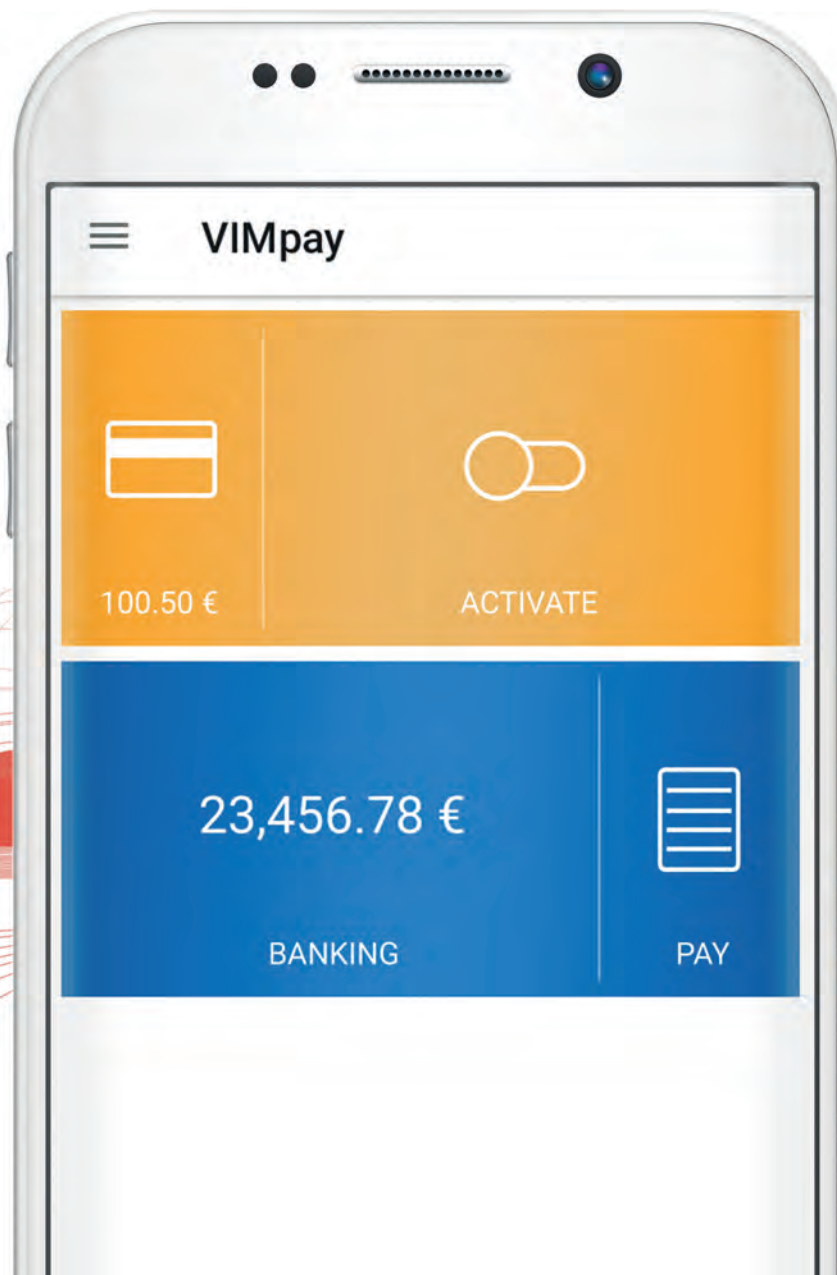 VIMpay
100.50 €
ACTIVATE
23,456.78 €
BANKING
PAY